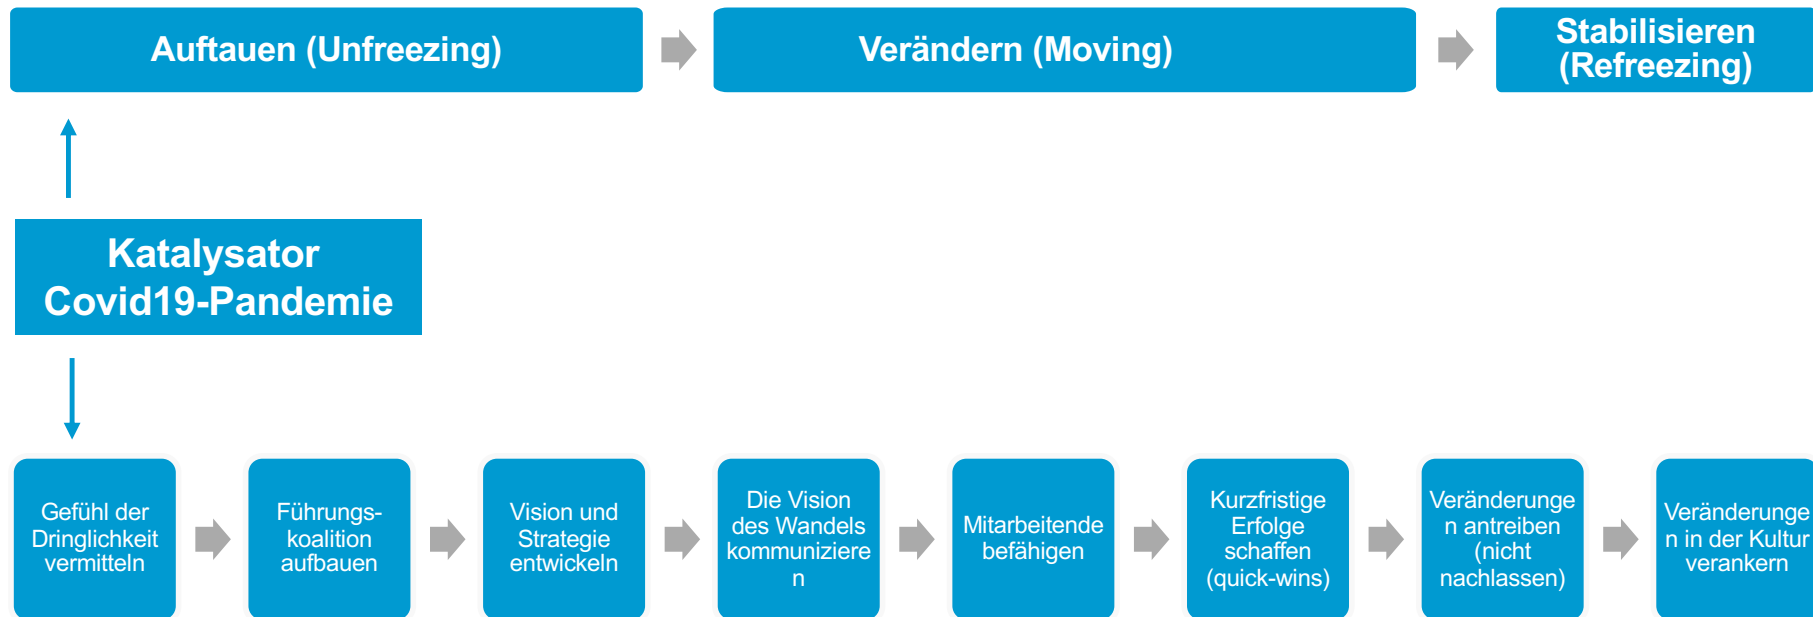 Auftauen (Unfreezing)
Verändern (Moving)
Stabilisieren
(Refreezing)
Katalysator
Covid19-Pandemie
Gefühl der
Dringlichkeit
vermitteln
Führungs-
koalition
aufbauen
Vision und
Strategie
entwickeln
Die Vision
des Wandels
kommuniziere
n
Mitarbeitende
befähigen
Kurzfristige
Erfolge
schaffen
(quick-wins)
Veränderunge
n antreiben
(nicht
nachlassen)
Veränderunge
n in der Kultur
verankern